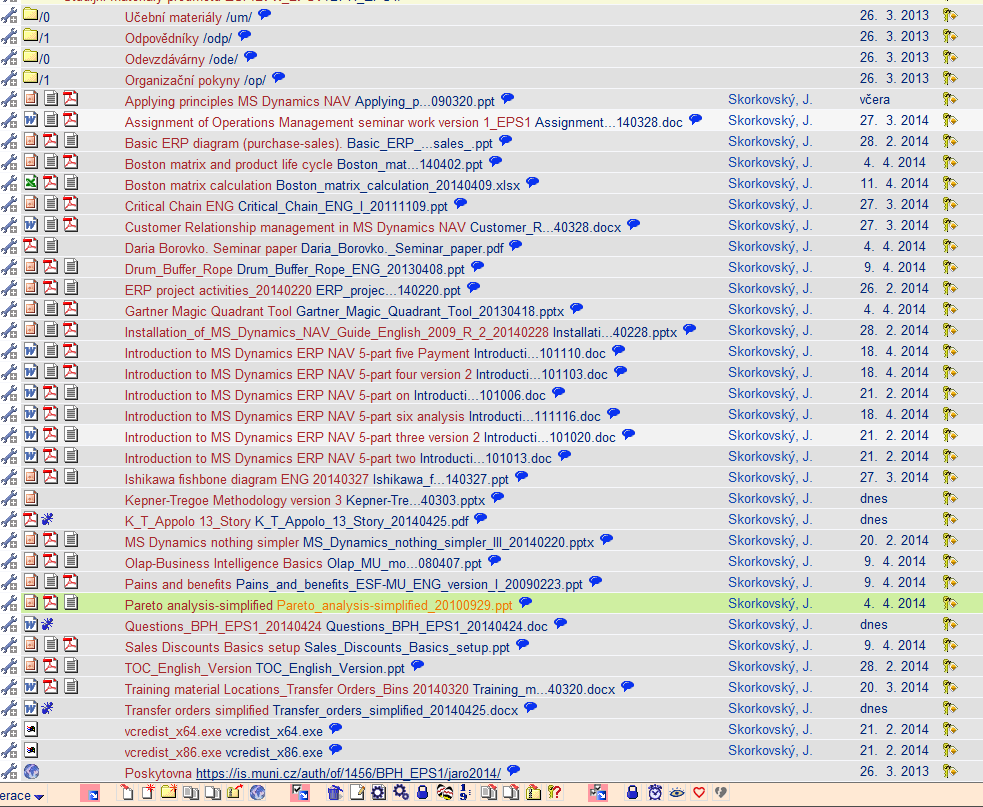 /0 Učební materiály /um/ 26. 3. 2013
/1 Odpovědníky /odp/ 26. 3. 2013
/0 Odevzdávárny /ode/ 26. 3. 2013
/1 Organizační pokyny /op/ 26. 3. 2013
Applying principles MS Dynamics NAV Applying_p...090320.ppt Skorkovský, J. včera
Assignment of Operations Management seminar work version 1_EPS1 Assignment...140328.doc Skorkovský, J. 27. 3. 2014
Basic ERP diagram (purchase-sales). Basic_ERP_...sales_.ppt Skorkovský, J. 28. 2. 2014
Boston matrix and product life cycle Boston_mat...140402.ppt Skorkovský, J. 4. 4. 2014
Boston matrix calculation Boston_matrix_calculation_20140409.xlsx Skorkovský, J. 11. 4. 2014
Critical Chain ENG Critical_Chain_ENG_I_20111109.ppt Skorkovský, J. 27. 3. 2014
Customer Relationship management in MS Dynamics NAV Customer_R...40328.docx Skorkovský, J. 27. 3. 2014
Daria Borovko. Seminar paper Daria_Borovko._Seminar_paper.pdf Skorkovský, J. 4. 4. 2014
Drum_Buffer_Rope Drum_Buffer_Rope_ENG_20130408.ppt Skorkovský, J. 9. 4. 2014
ERP project activities_20140220 ERP_projec...140220.ppt Skorkovský, J. 26. 2. 2014
Gartner Magic Quadrant Tool Gartner_Magic_Quadrant_Tool_20130418.pptx Skorkovský, J. 4. 4. 2014
Installation_of_MS_Dynamics_NAV_Guide_English_2009_R_2_20140228 Installati...40228.pptx Skorkovský, J. 28. 2. 2014
Introduction to MS Dynamics ERP NAV 5-part five Payment Introducti...101110.doc Skorkovský, J. 18. 4. 2014
Introduction to MS Dynamics ERP NAV 5-part four version 2 Introducti...101103.doc Skorkovský, J. 18. 4. 2014
Introduction to MS Dynamics ERP NAV 5-part on Introducti...101006.doc Skorkovský, J. 21. 2. 2014
Introduction to MS Dynamics ERP NAV 5-part six analysis Introducti...111116.doc Skorkovský, J. 18. 4. 2014
Introduction to MS Dynamics ERP NAV 5-part three version 2 Introducti...101020.doc Skorkovský, J. 21. 2. 2014
Introduction to MS Dynamics ERP NAV 5-part two Introducti...101013.doc Skorkovský, J. 21. 2. 2014
Ishikawa fishbone diagram ENG 20140327 Ishikawa_f...140327.ppt Skorkovský, J. 27. 3. 2014
Kepner-Tregoe Methodology version 3 Kepner-Tre...40303.pptx Skorkovský, J. dnes
K_T_Appolo 13_Story K_T_Appolo_13_Story_20140425.pdf Skorkovský, J. dnes
MS Dynamics nothing simpler MS_Dynamics_nothing_simpler_III_20140220.pptx Skorkovský, J. 20. 2. 2014
Olap-Business Intelligence Basics Olap_MU_mo...080407.ppt Skorkovský, J. 9. 4. 2014
Pains and benefits Pains_and_benefits_ESF-MU_ENG_version_I_20090223.ppt Skorkovský, J. 9. 4. 2014
Pareto analysis-simplified Pareto_analysis-simplified_20100929.ppt Skorkovský, J. 4. 4. 2014
Questions_BPH_EPS1_20140424 Questions_BPH_EPS1_20140424.doc Skorkovský, J. dnes
Sales Discounts Basics setup Sales_Discounts_Basics_setup.ppt Skorkovský, J. 9. 4. 2014
TOC_English_Version TOC_English_Version.ppt Skorkovský, J. 28. 2. 2014
Training material Locations_Transfer Orders_Bins 20140320 Training_m...40320.docx Skorkovský, J. 20. 3. 2014
Transfer orders simplified Transfer_orders_simplified_20140425.docx Skorkovský, J. dnes
vcredist_x64.exe vcredist_x64.exe Skorkovský, J. 21. 2. 2014
vcredist_x86.exe vcredist_x86.exe Skorkovský, J. 21. 2. 2014
Poskytovna https://is.muni.cz/auth/of/1456/BPH_EPS1/jaro2014/ 26. 3. 2013
erace